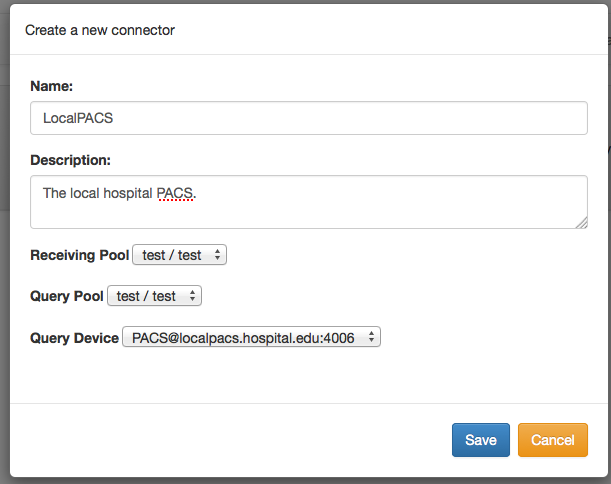 Create a new connector
Name:
LocalPACS
Description:
The local hospital PACS.
Receiving Pool test / test
Query Pool test / test
Query Device PACS@localpacs.hospital.edu:4006
Save Cancel